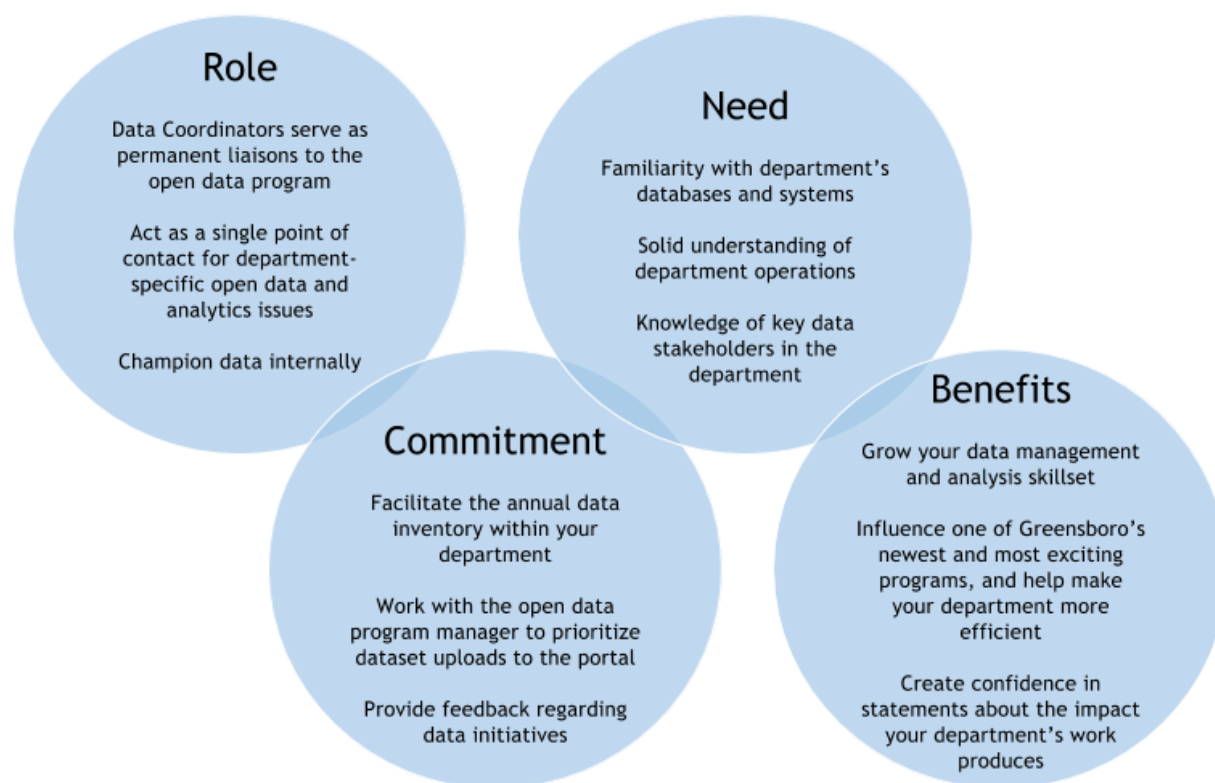 Role
Data Coordinators serve as
permanent liaisons to the
open data program
Act as a single point of
contact for department-
specific open data and
analytics issues
Champion data internally
Need
Familiarity with department’s
databases and systems
Solid understanding of
department operations
Knowledge of key data
stakeholders in the
department
Commitment
Facilitate the annual data
inventory within your
department
Work with the open data
program manager to prioritize
dataset uploads to the portal
Provide feedback regarding
data initiatives
Benefits
Grow your data management
and analysis skillset
Influence one of Greensboro’s
newest and most exciting
programs, and help make
your department more
efficient
Create confidence in
statements about the impact
your department’s work
produces